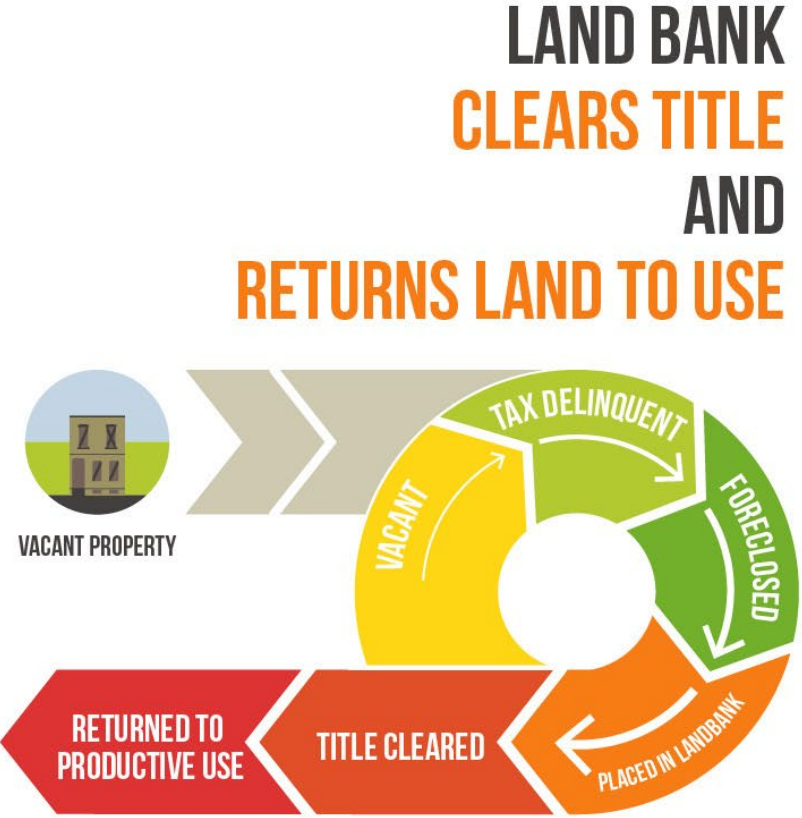 LAND BANK
CLEARS TITLE
AND
RETURNS LAND TO USE
VACANT PROPERTY
VACANT
TAX DELINQUENT
FORECLOSED
PLACED IN LANDBANK
TITLE CLEARED
RETURNED TO
PRODUCTIVE USE